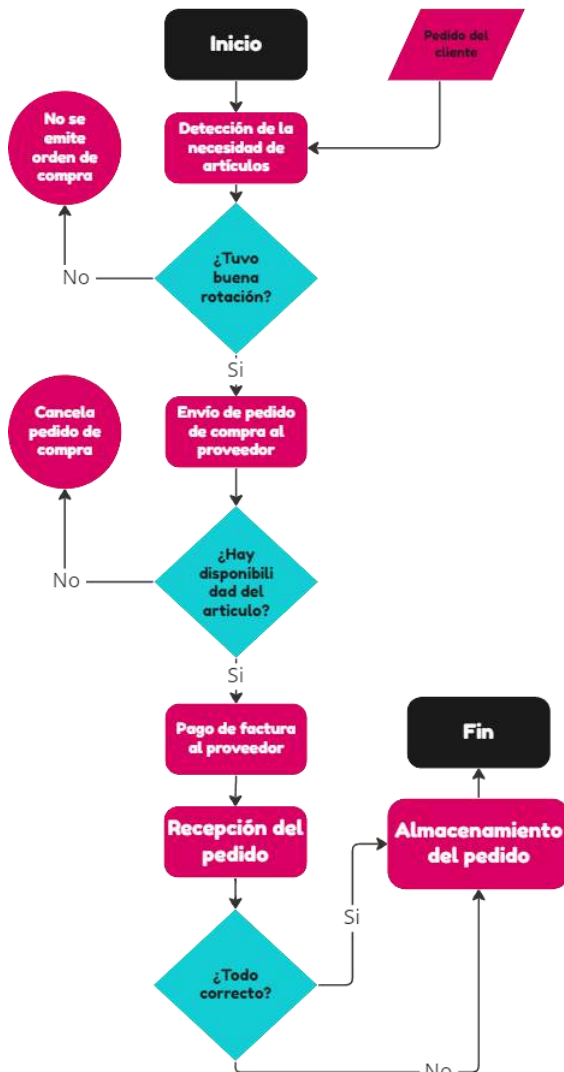 Inicio
Pedido del
cliente
Detección de la
necesidad de
artículos
No se
emite
orden de
compra
¿Tuvo
buena
rotación?
No
Si
Envío de pedido
de compra al
proveedor
Cancela
pedido de
compra
¿Hay
disponibili
dad del
articulo?
No
Si
Pago de factura
al proveedor
Fin
Recepción del
pedido
Almacenamiento
del pedido
Si
¿Todo
correcto?
No